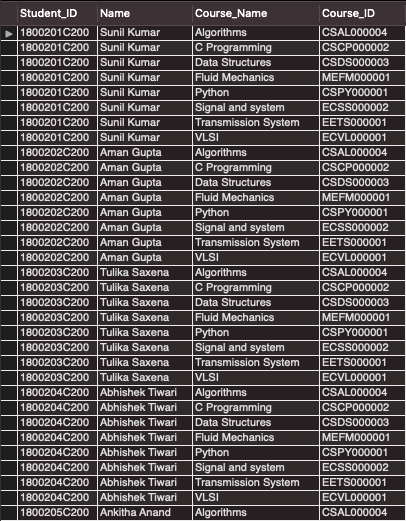 Student_ID Name Course_Name Course_ID
1800201C200 Sunil Kumar Algorithms CSAL000004
1800201C200 Sunil Kumar C Programming CSCP000002
1800201C200 Sunil Kumar Data Structures CSDS000003
1800201C200 Sunil Kumar Fluid Mechanics MEFM000001
1800201C200 Sunil Kumar Python CSPY000001
1800201C200 Sunil Kumar Signal and system ECSS000002
1800201C200 Sunil Kumar Transmission System EETS000001
1800201C200 Sunil Kumar VLSI ECVL000001
1800202C200 Aman Gupta Algorithms CSAL000004
1800202C200 Aman Gupta C Programming CSCP000002
1800202C200 Aman Gupta Data Structures CSDS000003
1800202C200 Aman Gupta Fluid Mechanics MEFM000001
1800202C200 Aman Gupta Python CSPY000001
1800202C200 Aman Gupta Signal and system ECSS000002
1800202C200 Aman Gupta Transmission System EETS000001
1800202C200 Aman Gupta VLSI ECVL000001
1800203C200 Tulika Saxena Algorithms CSAL000004
1800203C200 Tulika Saxena C Programming CSCP000002
1800203C200 Tulika Saxena Data Structures CSDS000003
1800203C200 Tulika Saxena Fluid Mechanics MEFM000001
1800203C200 Tulika Saxena Python CSPY000001
1800203C200 Tulika Saxena Signal and system ECSS000002
1800203C200 Tulika Saxena Transmission System EETS000001
1800203C200 Tulika Saxena VLSI ECVL000001
1800204C200 Abhishek Tiwari Algorithms CSAL000004
1800204C200 Abhishek Tiwari C Programming CSCP000002
1800204C200 Abhishek Tiwari Data Structures CSDS000003
1800204C200 Abhishek Tiwari Fluid Mechanics MEFM000001
1800204C200 Abhishek Tiwari Python CSPY000001
1800204C200 Abhishek Tiwari Signal and system ECSS000002
1800204C200 Abhishek Tiwari Transmission System EETS000001
1800204C200 Abhishek Tiwari VLSI ECVL000001
1800205C200 Ankitha Anand Algorithms CSAL000004